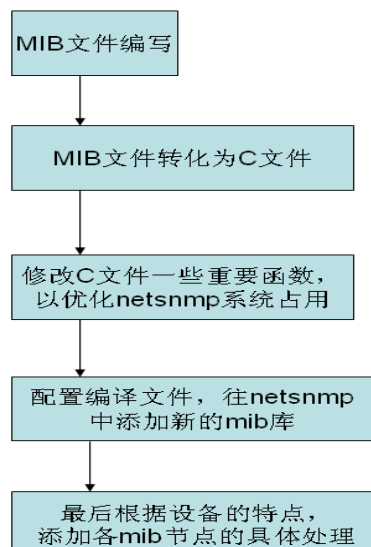 MIB文件编写
MIB文件转化为C文件
修改C文件一些重要函数，
以优化netsnmp系统占用
配置编译文件，往netsnmp
中添加新的mib库
最后根据设备的特点，
添加各mib节点的具体处理